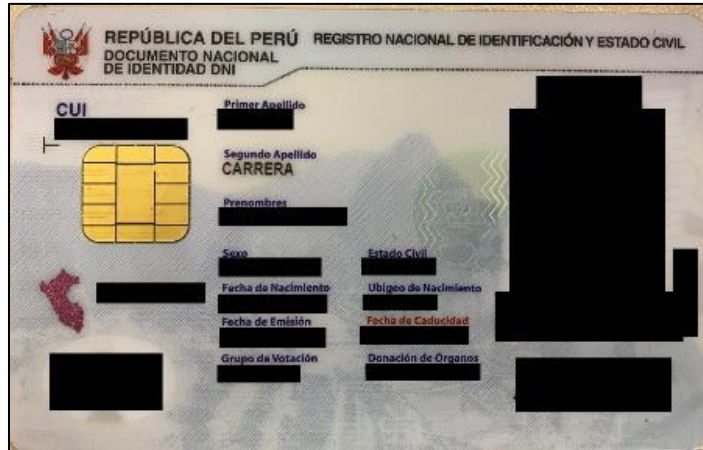 REPÚBLICA DEL PERÚ REGISTRO NACIONAL DE IDENTIFICACIÓN Y ESTADO CIVIL
DOCUMENTO NACIONAL
DE IDENTIDAD DNI
CUI
Primer Apellido
Segundo Apellido
CARRERA
Prenombres
Sexo Estado Civil
Fecha de Nacimiento Ubigeo de Nacimiento
Fecha de Emisión Fecha de Caducidad
Grupo de Votación Donación de Órganos